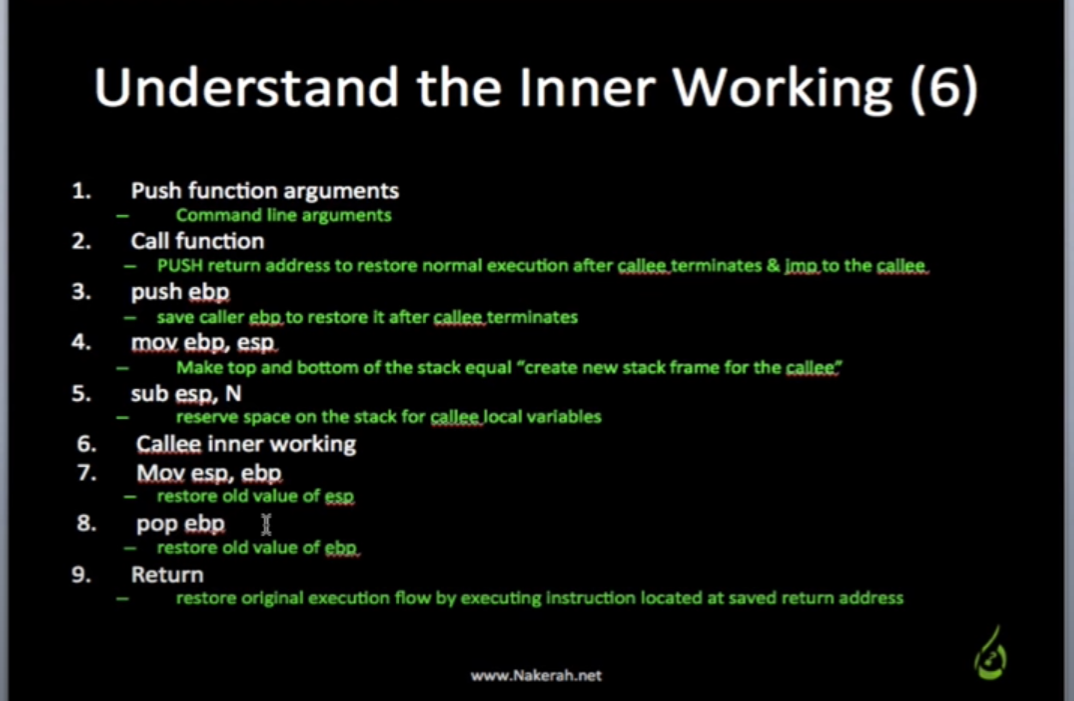 Understand the Inner Working (6)
1. Push function arguments
– Command line arguments
2. Call function
– PUSH return address to restore normal execution after callee terminates & jmp to the callee
3. push ebp
– save caller ebp to restore it after callee terminates
4. mov ebp, esp
– Make top and bottom of the stack equal “create new stack frame for the callee”
5. sub esp, N
– reserve space on the stack for callee local variables
6. Callee inner working
7. Mov esp, ebp
– restore old value of esp
8. pop ebp
– restore old value of ebp
9. Return
– restore original execution flow by executing instruction located at saved return address
www.Nakerah.net